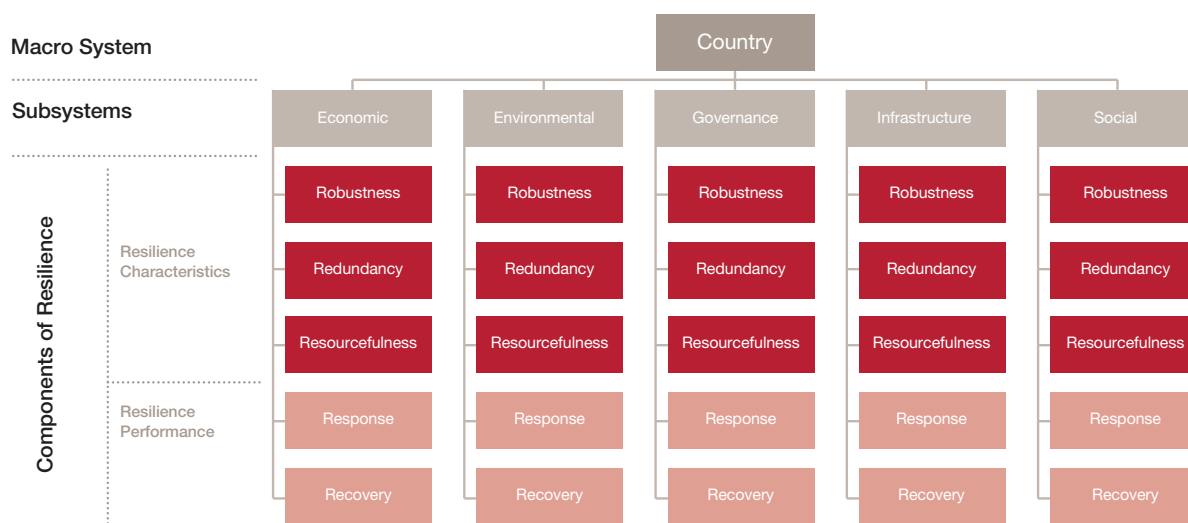 Macro System
Country
Subsystems
Economic
Environmental
Governance
Infrastructure
Social
Components of Resilience
Resilience
Characteristics
Robustness
Robustness
Robustness
Robustness
Robustness
Redundancy
Redundancy
Redundancy
Redundancy
Redundancy
Resourcefulness
Resourcefulness
Resourcefulness
Resourcefulness
Resourcefulness
Resilience
Performance
Response
Response
Response
Response
Response
Recovery
Recovery
Recovery
Recovery
Recovery